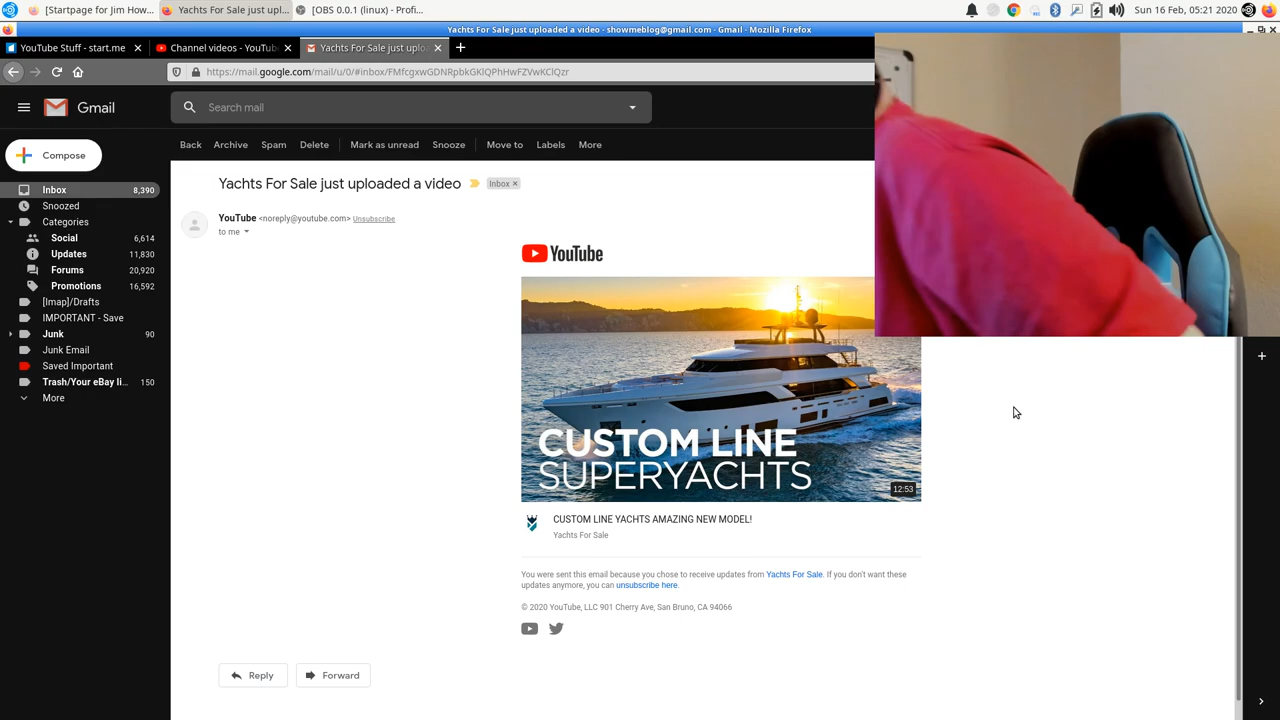 [Startpage for Jim How...
Yachts For Sale just upl...
[OBS 0.0.1 (linux) - Profi...
Sun 16 Feb, 05:21 2020
Yachts For Sale just uploaded a video - showmeblog@gmail.com - Gmail - Mozilla Firefox
YouTube Stuff - start.me
Channel videos - YouTub
Yachts For Sale just uplo
https://mail.google.com/mail/u/0/#inbox/FMfcgxwGDNRpbkGKlQPhHwFZVwKClQzr
Gmail
Search mail
Compose
Back
Archive
Spam
Delete
Mark as unread
Snooze
Move to
Labels
More
Inbox 8,390
Snoozed
Categories
Social 6,614
Updates 11,830
Forums 20,920
Promotions 16,592
[Imap]/Drafts
IMPORTANT - Save
Junk 90
Junk Email
Saved Important
Trash/Your eBay li... 150
More
Yachts For Sale just uploaded a video
Inbox ×
YouTube <noreply@youtube.com> Unsubscribe
to me
YouTube
CUSTOM LINE
SUPERYACHTS
12:53
CUSTOM LINE YACHTS AMAZING NEW MODEL!
Yachts For Sale
You were sent this email because you chose to receive updates from Yachts For Sale. If you don't want these
updates anymore, you can unsubscribe here.
© 2020 YouTube, LLC 901 Cherry Ave, San Bruno, CA 94066
Reply
Forward